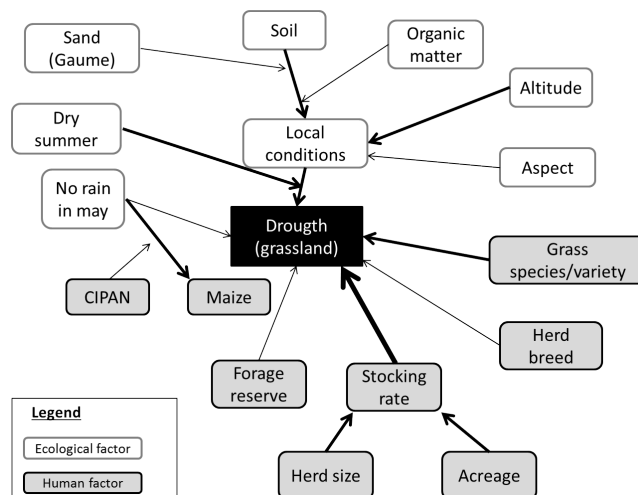 Sand
(Gaume)
Soil
Organic
matter
Altitude
Dry
summer
Local
conditions
Aspect
No rain
in may
Drougth
(grassland)
Grass
species/variety
CIPAN
Maize
Herd
breed
Forage
reserve
Stocking
rate
Legend
Ecological factor
Human factor
Herd size
Acreage